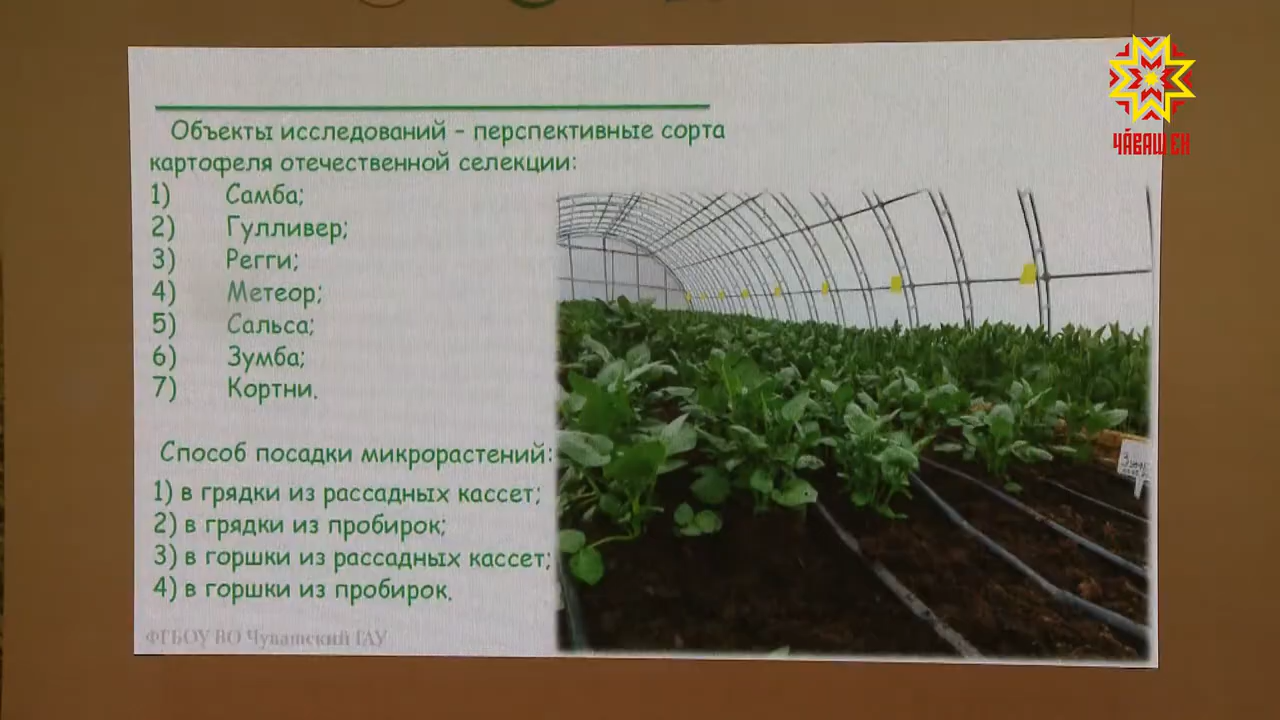 ЧӐВАШ ЕН
Объекты исследований – перспективные сорта
картофеля отечественной селекции:
1) Самба;
2) Гулливер;
3) Регги;
4) Метеор;
5) Сальса;
6) Зумба;
7) Кортни.
Способ посадки микрорастений:
1) в грядки из рассадных кассет;
2) в грядки из пробирок;
3) в горшки из рассадных кассет;
4) в горшки из пробирок.
ФГБОУ ВО Чувашский ГАУ